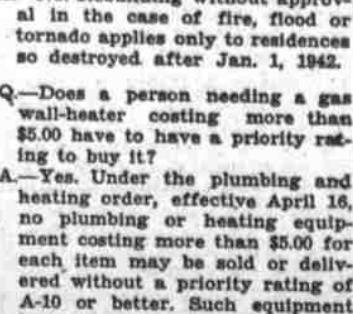 al in the case of fire, flood or
tornado applies only to residences
so destroyed after Jan. 1, 1942.
Q.—Does a person needing a gas
wall-heater costing more than
$5.00 have to have a priority rat-
ing to buy it?
A.—Yes. Under the plumbing and
heating order, effective April 16,
no plumbing or heating equip-
ment costing more than $5.00 for
each item may be sold or deliv-
ered without a priority rating of
A-10 or better. Such equipment